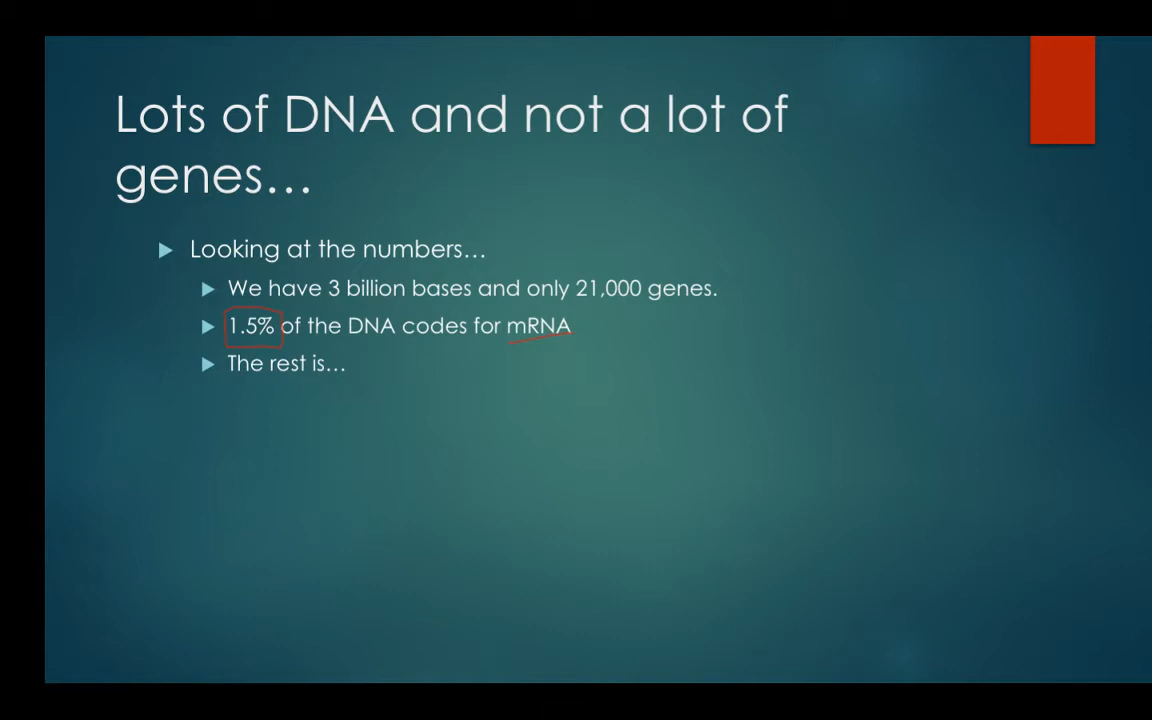 Lots of DNA and not a lot of
genes…
Looking at the numbers…
We have 3 billion bases and only 21,000 genes.
1.5% of the DNA codes for mRNA
The rest is…